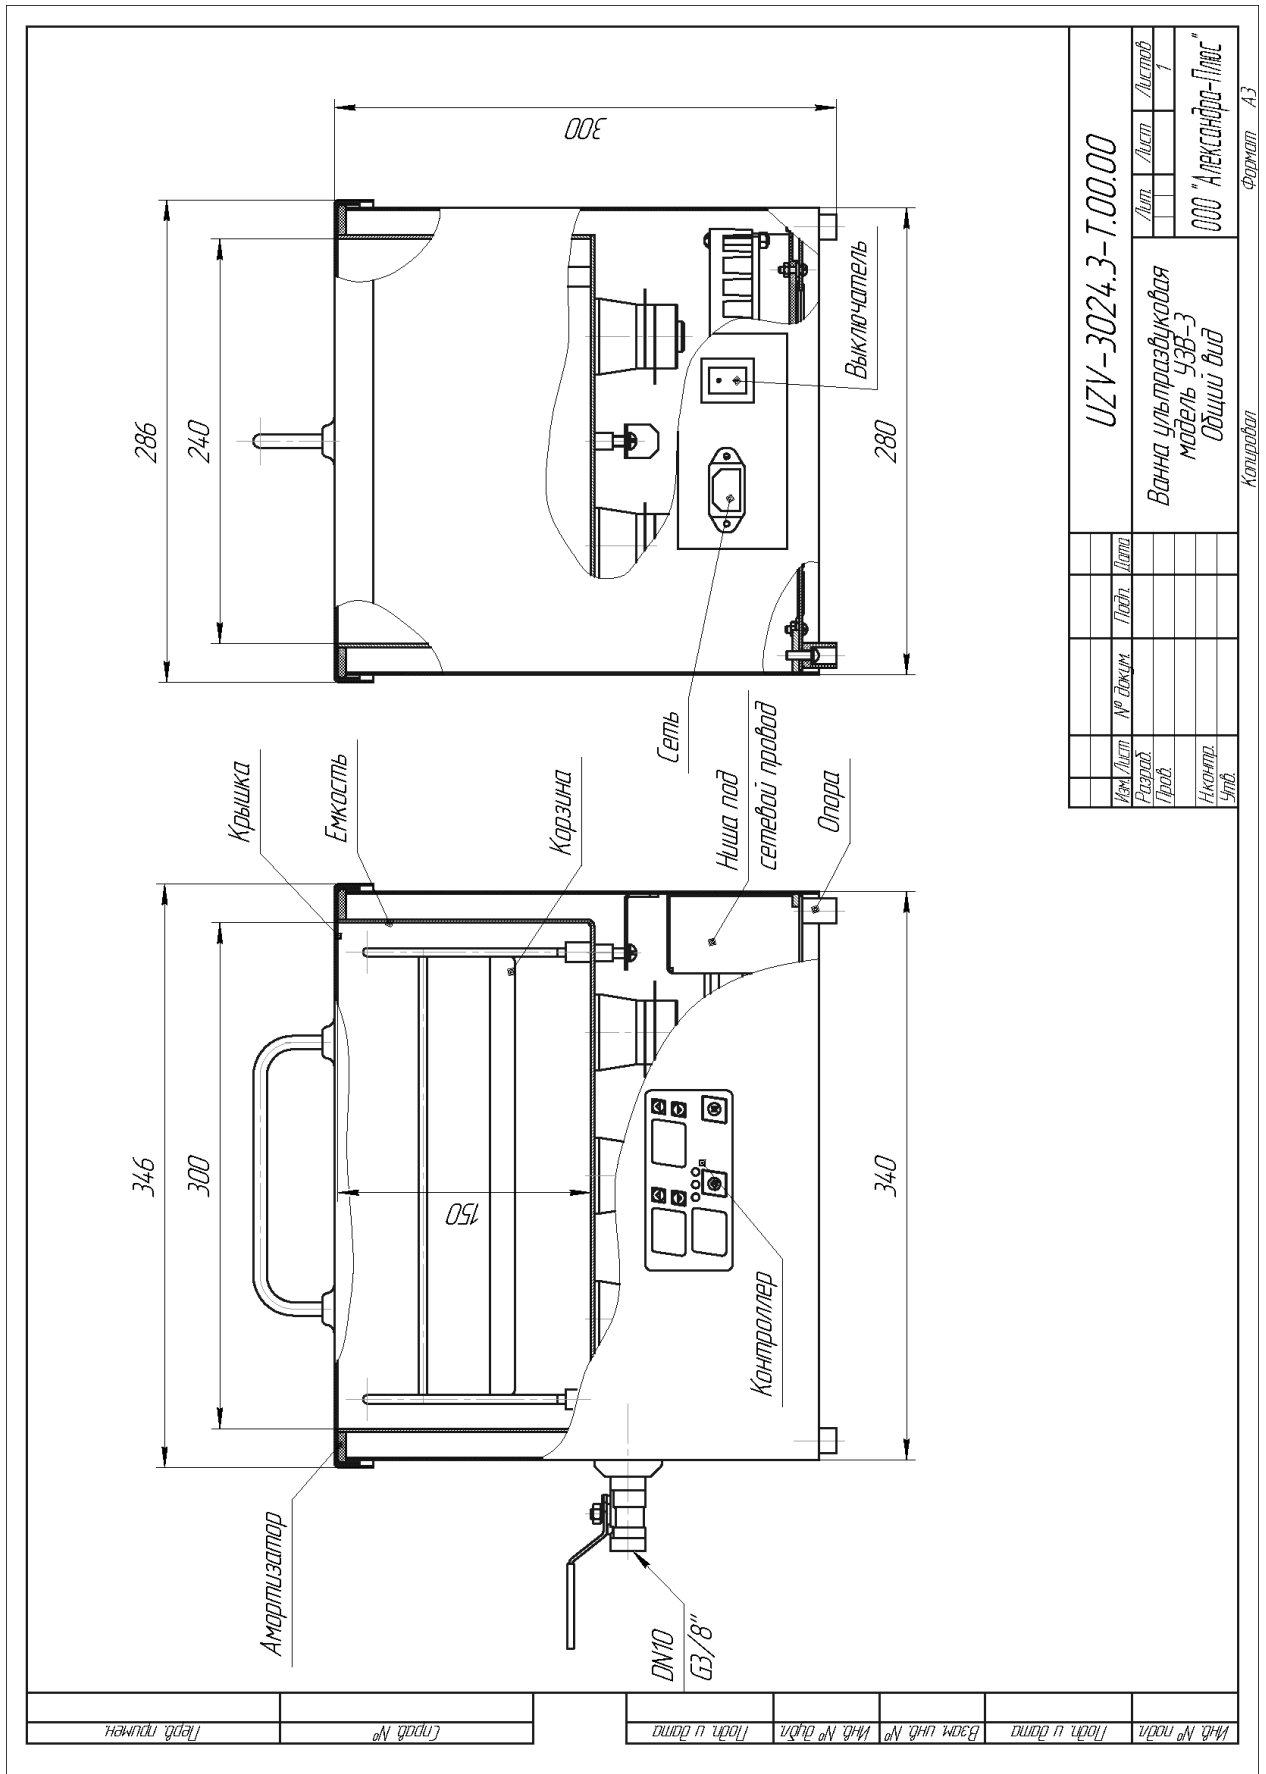 Перв. примен.
Справ. №
Подп. и дата
Инв. № дубл.
Взам. инв. №
Подп. и дата
Инв. № подл.
346
300
150
340
Амортизатор
Крышка
Емкость
Корзина
Ниша под
сетевой провод
Опора
Контроллер
DN10
G3/8"
286
240
300
280
Сеть
Выключатель
UZV-3024.3-Т.00.00
Изм.
Лист
№ докум.
Подп.
Дата
Разраб.
Пров.
Н.контр.
Утв.
Ванна ультразвуковая
модель УЗВ-3
Общий вид
Лит.
Лист
Листов
1
ООО "Александра-Плюс"
Копировал
Формат
А3